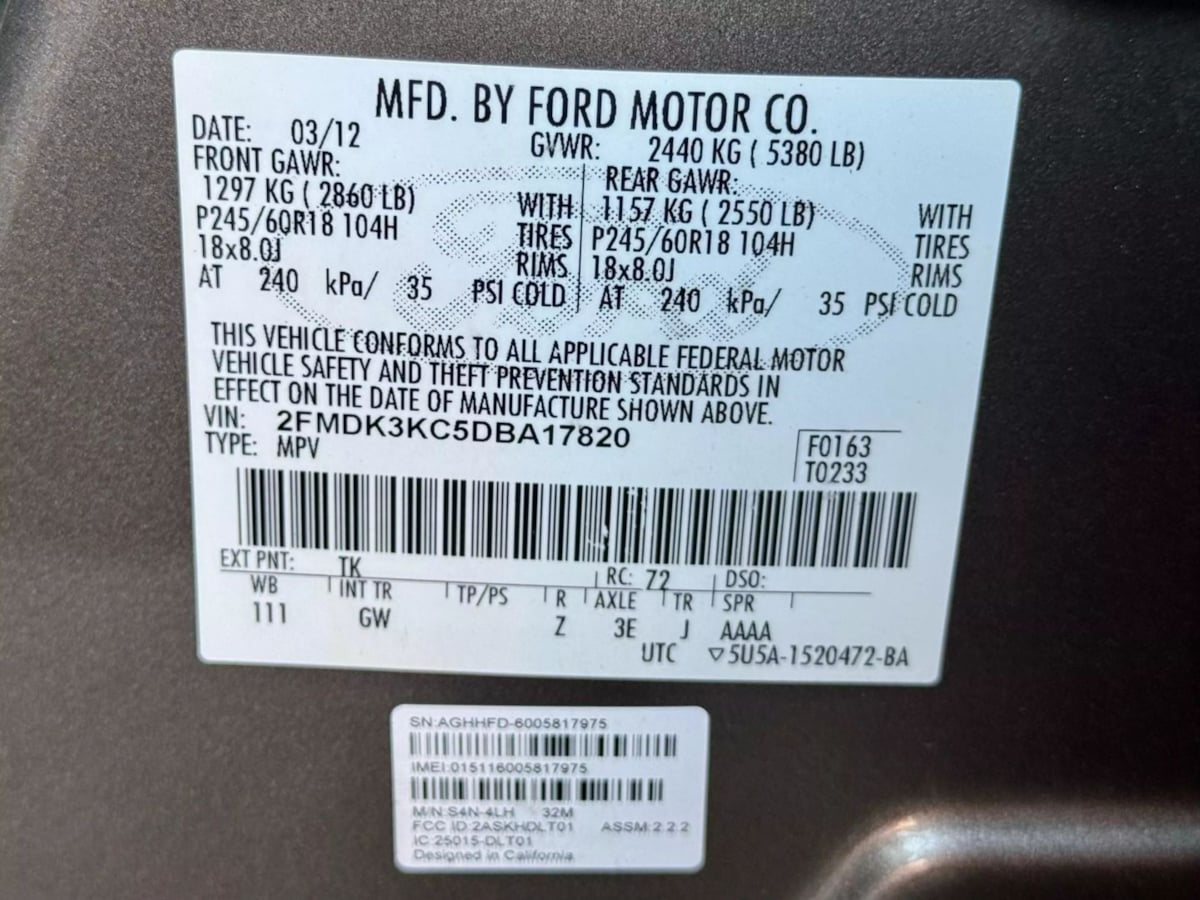 MFD. BY FORD MOTOR CO.
DATE: 03/12 GVWR: 2440 KG ( 5380 LB)
FRONT GAWR: REAR GAWR:
1297 KG ( 2860 LB) WITH 1157 KG ( 2550 LB) WITH
P245/60R18 104H TIRES P245/60R18 104H TIRES
18x8.0J RIMS 18x8.0J RIMS
AT 240 kPa/ 35 PSI COLD AT 240 kPa/ 35 PSI COLD
THIS VEHICLE CONFORMS TO ALL APPLICABLE FEDERAL MOTOR
VEHICLE SAFETY AND THEFT PREVENTION STANDARDS IN
EFFECT ON THE DATE OF MANUFACTURE SHOWN ABOVE.
VIN: 2FMDK3KC5DBA17820
TYPE: MPV
F0163
T0233
EXT PNT: TK RC: 72 DSO:
WB INT TR TP/PS R AXLE TR SPR
111 GW Z 3E J AAAA
UTC ▽5U5A-1520472-BA
SN:AGHHFD-6005817975
IMEI:015116005817975
M/N:S4N-4LH 32M
FCC ID:2ASKHDLT01 ASSM:2.2.2
IC:25015-DLT01
Designed in California